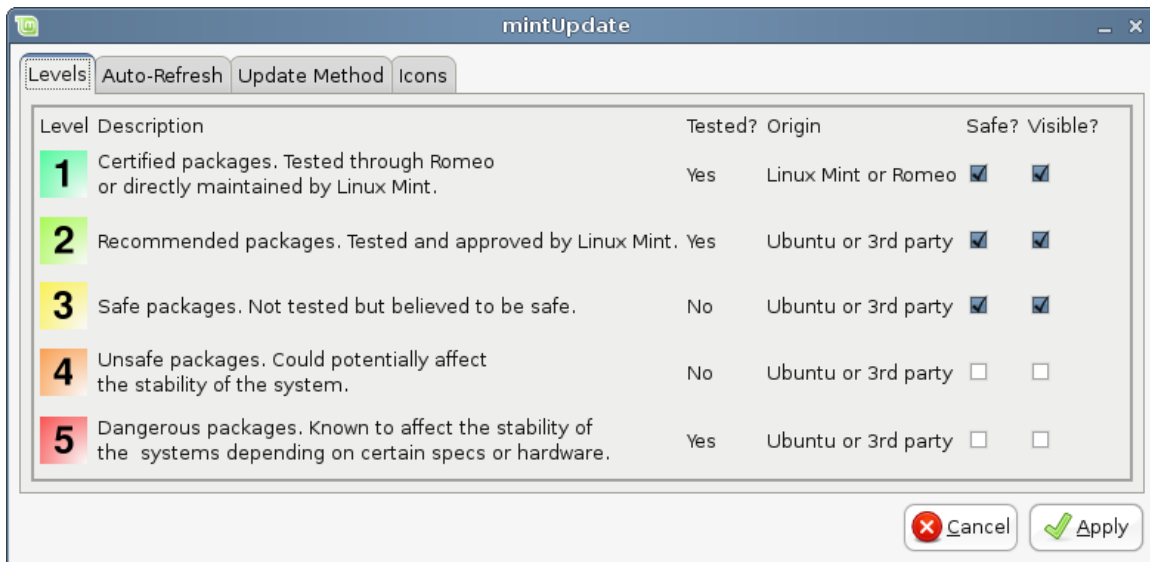 mintUpdate
Levels Auto-Refresh Update Method Icons
Level Description Tested? Origin Safe? Visible?
1 Certified packages. Tested through Romeo
or directly maintained by Linux Mint. Yes Linux Mint or Romeo
2 Recommended packages. Tested and approved by Linux Mint. Yes Ubuntu or 3rd party
3 Safe packages. Not tested but believed to be safe. No Ubuntu or 3rd party
4 Unsafe packages. Could potentially affect
the stability of the system. No Ubuntu or 3rd party
5 Dangerous packages. Known to affect the stability of
the systems depending on certain specs or hardware. Yes Ubuntu or 3rd party
Cancel Apply